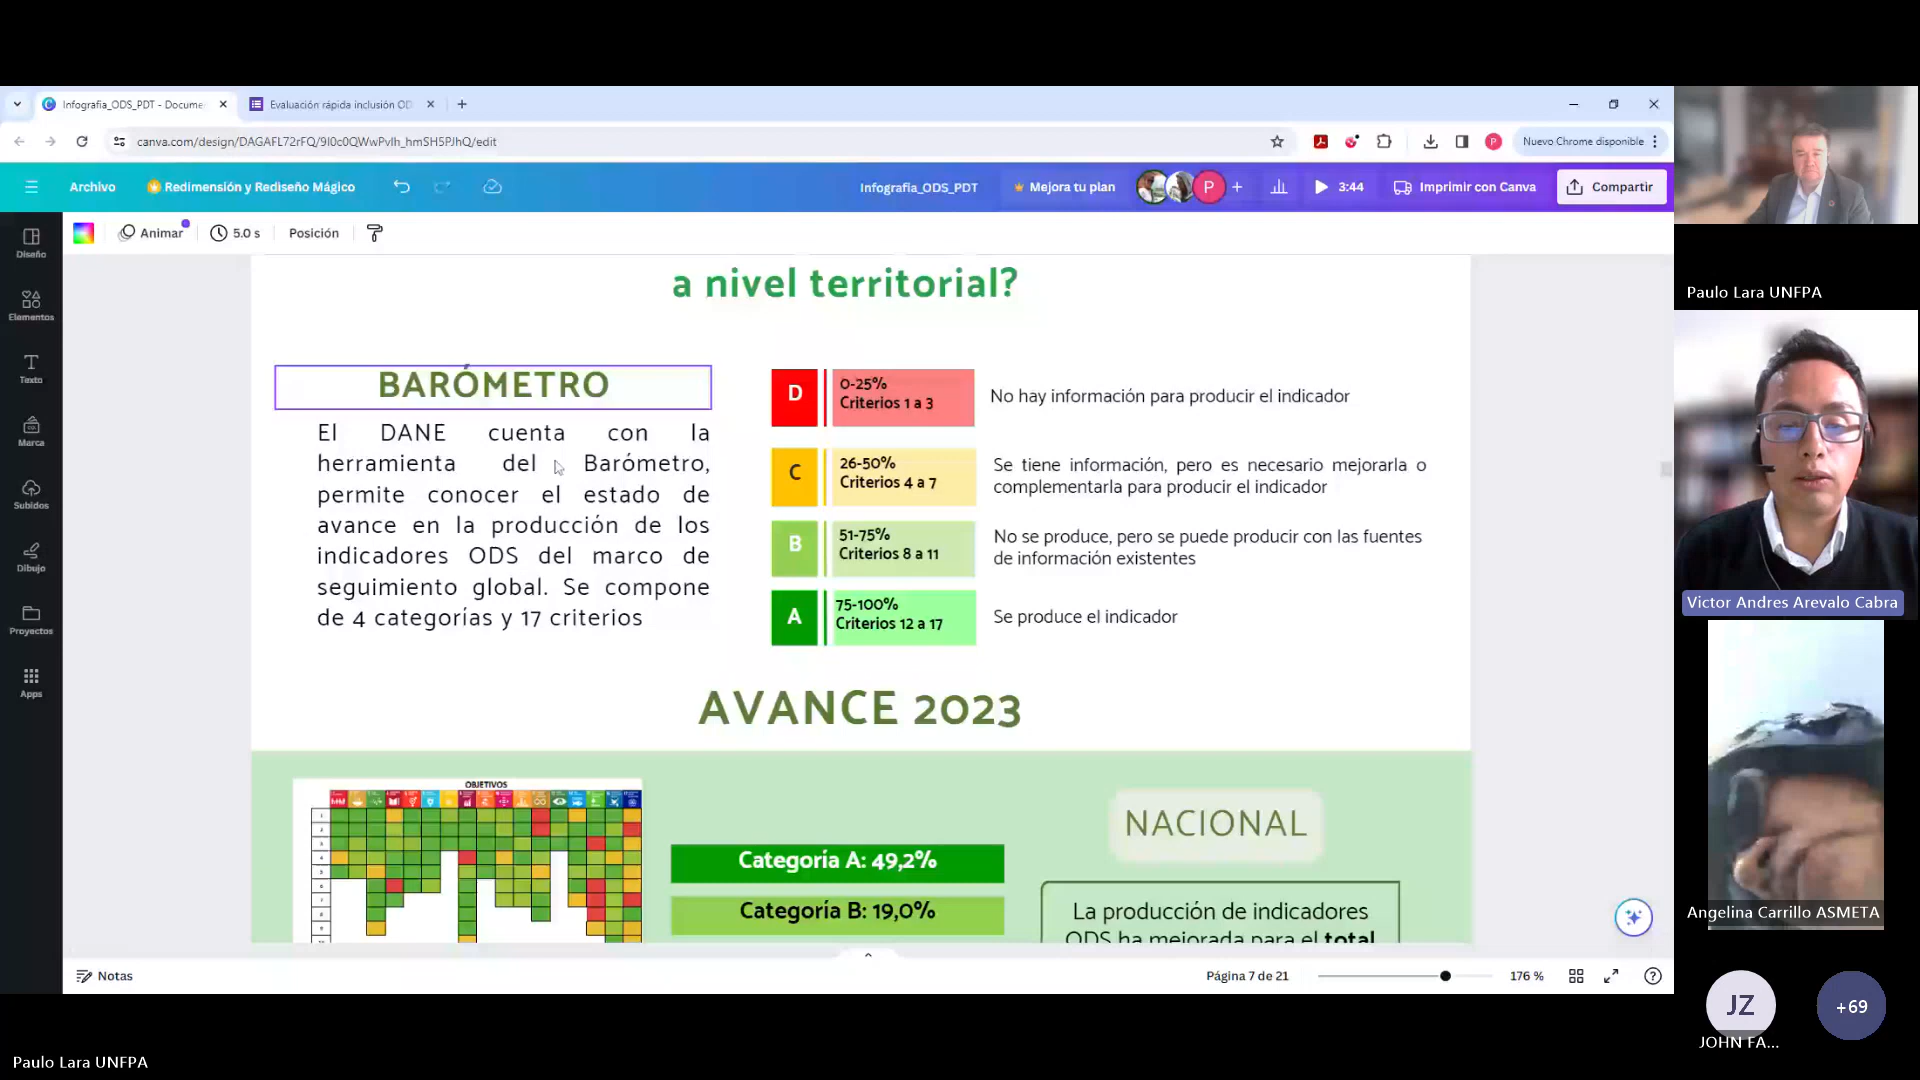 Infografia_ODS_PDT - Docume
Evaluación rápida inclusión OD
canva.com/design/DAGAFL72rFQ/9I0c0QWwPvIh_hmSH5PJhQ/edit
P
Nuevo Chrome disponible
Archivo
Redimensión y Rediseño Mágico
Infografia_ODS_PDT
Mejora tu plan
P
3:44
Imprimir con Canva
Compartir
Animar
5.0 s
Posición
Diseño
Elementos
Texto
Marca
Subidos
Dibujo
Proyectos
Apps
a nivel territorial?
BARÓMETRO
El DANE cuenta con la
herramienta del Barómetro,
permite conocer el estado de
avance en la producción de los
indicadores ODS del marco de
seguimiento global. Se compone
de 4 categorías y 17 criterios
D
0-25%
Criterios 1 a 3
No hay información para producir el indicador
C
26-50%
Criterios 4 a 7
Se tiene información, pero es necesario mejorarla o
complementarla para producir el indicador
B
51-75%
Criterios 8 a 11
No se produce, pero se puede producir con las fuentes
de información existentes
A
75-100%
Criterios 12 a 17
Se produce el indicador
AVANCE 2023
OBJETIVOS
Categoría A: 49,2%
Categoría B: 19,0%
NACIONAL
La producción de indicadores
ODS ha mejorada para el total
Notas
Página 7 de 21
176 %
Paulo Lara UNFPA
Victor Andres Arevalo Cabra
Angelina Carrillo ASMETA
JZ
+69
JOHN FA...
Paulo Lara UNFPA